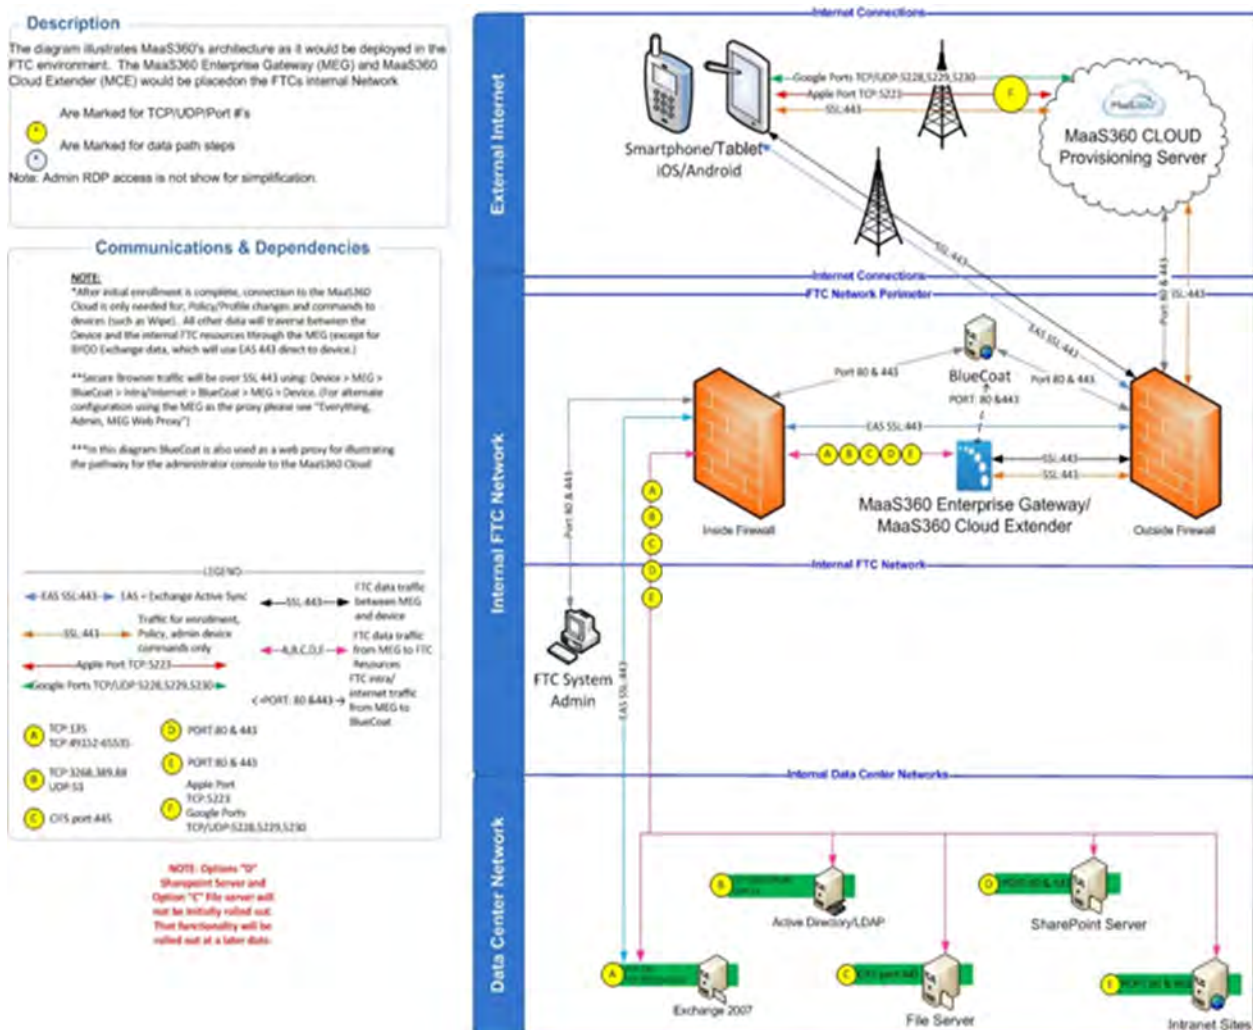 Description
The diagram illustrates MaaS360's architecture as it would be deployed in the
FTC environment. The MaaS360 Enterprise Gateway (MEG) and MaaS360
Cloud Extender (MCE) would be placedon the FTCs internal Network
Are Marked for TCP/UOP/Port #'s
*
Are Marked for data path steps
*
Note: Admin RDP access is not show for simplification.
Communications & Dependencies
NOTE:
*After initial enrollment is complete, connection to the MaaS360
Cloud is only needed for, Policy/Profile changes and commands to
devices (such as Wipe). All other data will traverse between the
Device and the internal FTC resources through the MEG (except for
BYOD Exchange data, which will use EAS 443 direct to device.)
**Secure Browser traffic will be over SSL 443 using: Device > MEG >
BlueCoat > Intra/Internet > BlueCoat > MEG > Device. (For alternate
configuration using the MEG as the proxy please see "Everything,
Admin, MEG Web Proxy")
***In this diagram BlueCoat is also used as a web proxy for illustrating
the pathway for the administrator console to the MaaS360 Cloud
LEGEND
EAS SSL:443 EAS = Exchange Active Sync
SSL:443
Traffic for enrollment,
Policy, admin device
commands only
Apple Port TCP:5223
Google Ports TCP/UDP:5228,5229,5230
SSL:443
FTC data traffic
between MEG
and device
A,B,C,D,E
FTC data traffic
from MEG to FTC
Resources
<-PORT: 80 &443->
FTC intra/
internet traffic
from MEG to
BlueCoat
A TCP:135
TCP:49152-65535
B TCP:3268,389,88
UDP:53
C CIFS port:445
D PORT:80 & 443
E PORT:80 & 443
F Apple Port
TCP:5223
Google Ports
TCP/UDP:5228,5229,5230
NOTE: Options "D"
Sharepoint Server and
Option "C" File server will
not be initially rolled out.
That functionality will be
rolled out at a later date.
External Internet
Internal FTC Network
Data Center Network
Internet Connections
Smartphone/Tablet
iOS/Android
Google Ports TCP/UDP:5228,5229,5230
Apple Port TCP:5223
SSL:443
F
MaaS360
MaaS360 CLOUD
Provisioning Server
SSL:443
Port 80 & 443
SSL:443
Internet Connections
FTC Network Perimeter
EAS SSL:443
BlueCoat
Port 80 & 443
Port 80 & 443
PORT: 80 &443
EAS SSL:443
A B C D E
SSL:443
SSL:443
MaaS360 Enterprise Gateway/
MaaS360 Cloud Extender
Inside Firewall
Outside Firewall
Internal FTC Network
Port 80 & 443
A
B
C
D
E
EAS SSL:443
FTC System
Admin
Internal Data Center Networks
B
Active Directory/LDAP
D PORT:80 & 443
SharePoint Server
A
Exchange 2007
C CIFS port:445
File Server
E PORT:80 & 443
Intranet Sites